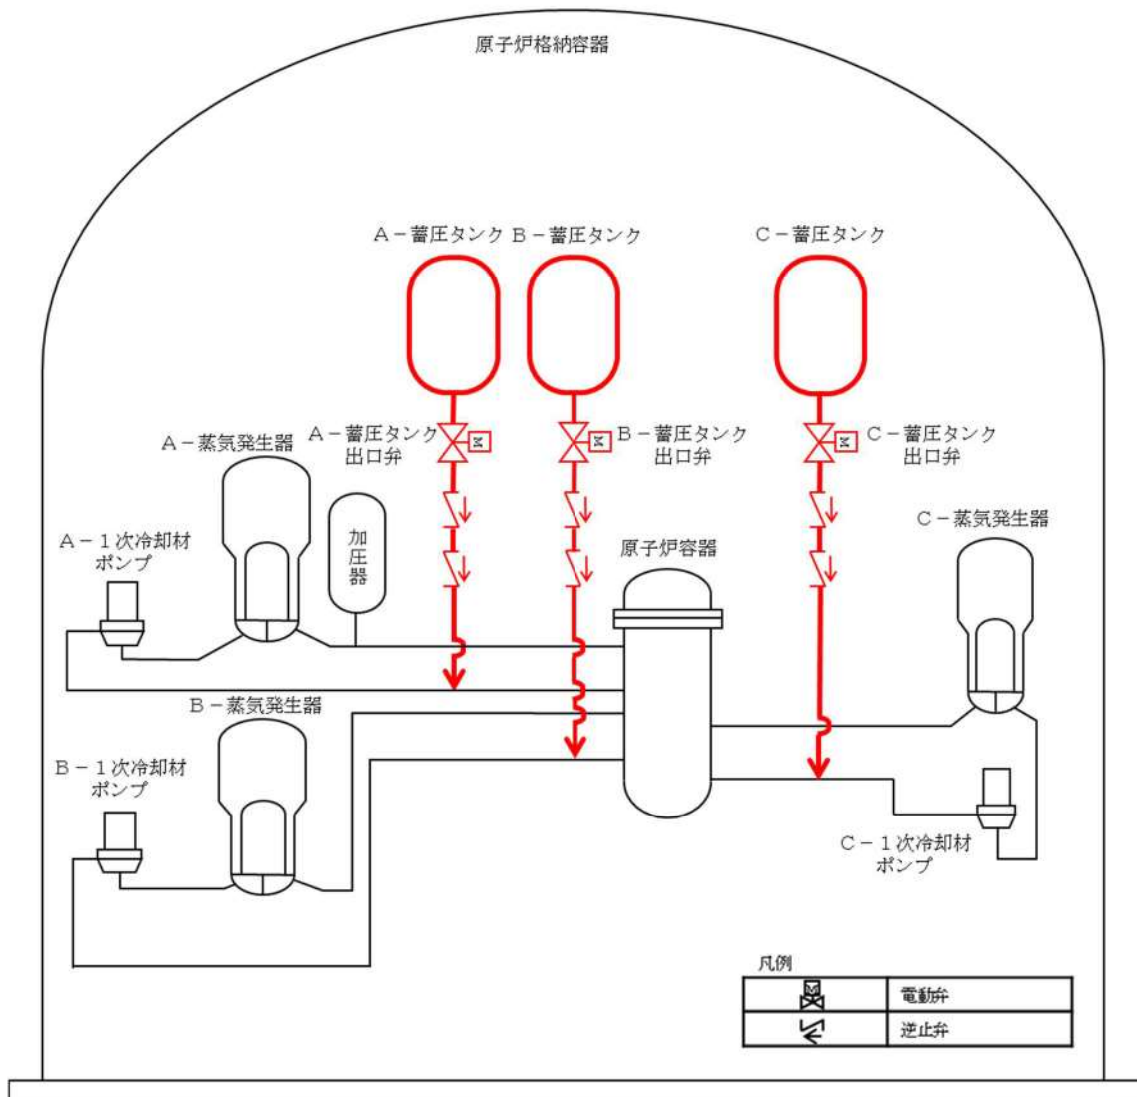 原子炉格納容器
A－蓄圧タンク
B－蓄圧タンク
C－蓄圧タンク
A－蓄圧タンク
出口弁
M
B－蓄圧タンク
出口弁
M
C－蓄圧タンク
出口弁
M
A－蒸気発生器
加圧器
原子炉容器
C－蒸気発生器
A－１次冷却材
ポンプ
B－蒸気発生器
B－１次冷却材
ポンプ
C－１次冷却材
ポンプ
凡例
M
電動弁
逆止弁